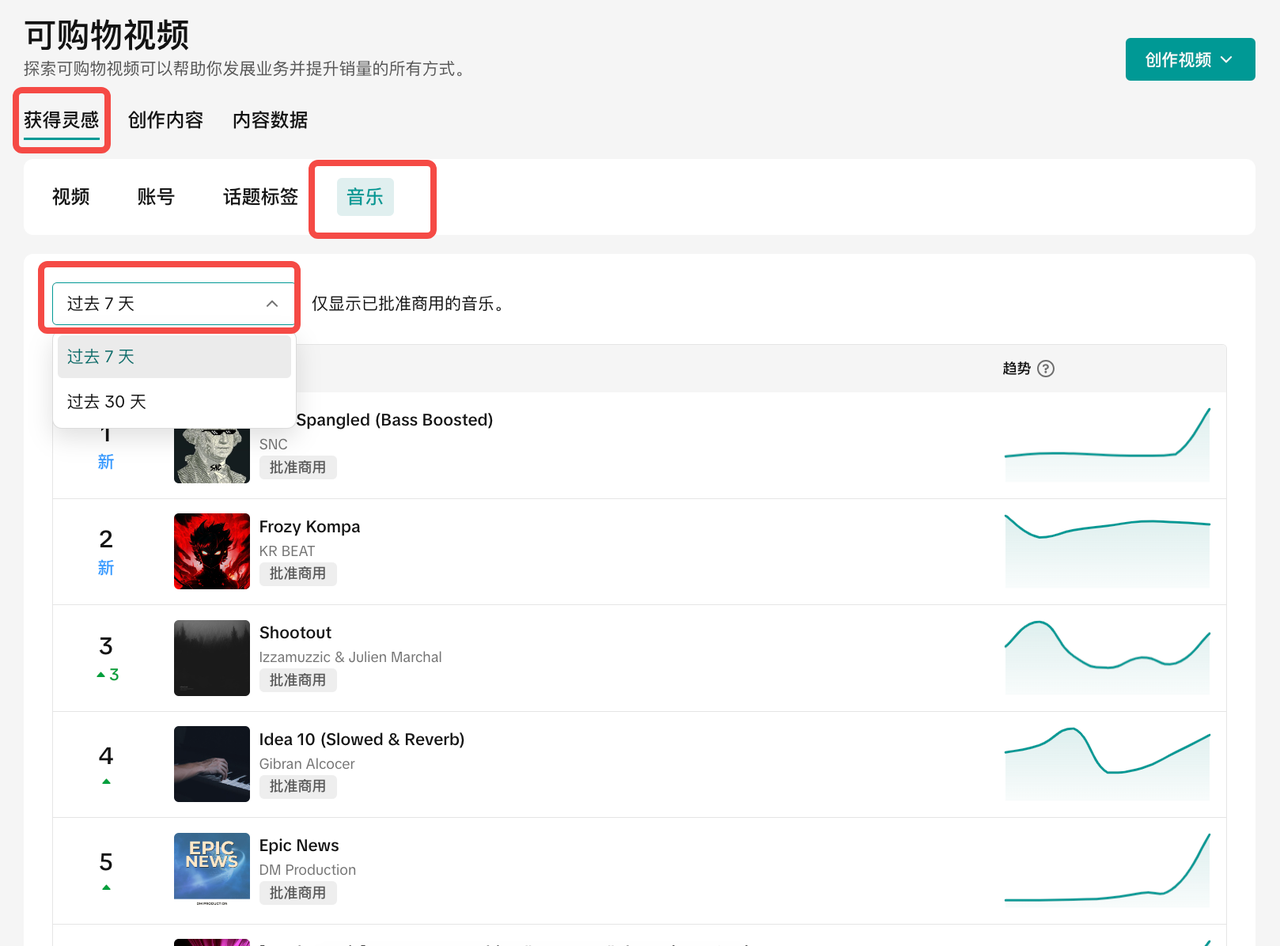 可购物视频
探索可购物视频可以帮助你发展业务并提升销量的所有方式。
创作视频
获得灵感 创作内容 内容数据
视频 账号 话题标签 音乐
过去 7 天
仅显示已批准商用的音乐。
过去 7 天
过去 30 天
趋势 ?
1
新
Spangled (Bass Boosted)
SNC
批准商用
SNC
2
新
Frozy Kompa
KR BEAT
批准商用
3
3
Shootout
Izzamuzzic & Julien Marchal
批准商用
4
Idea 10 (Slowed & Reverb)
Gibran Alcocer
批准商用
5
EPIC
NEWS
DM PRODUCTION
Epic News
DM Production
批准商用